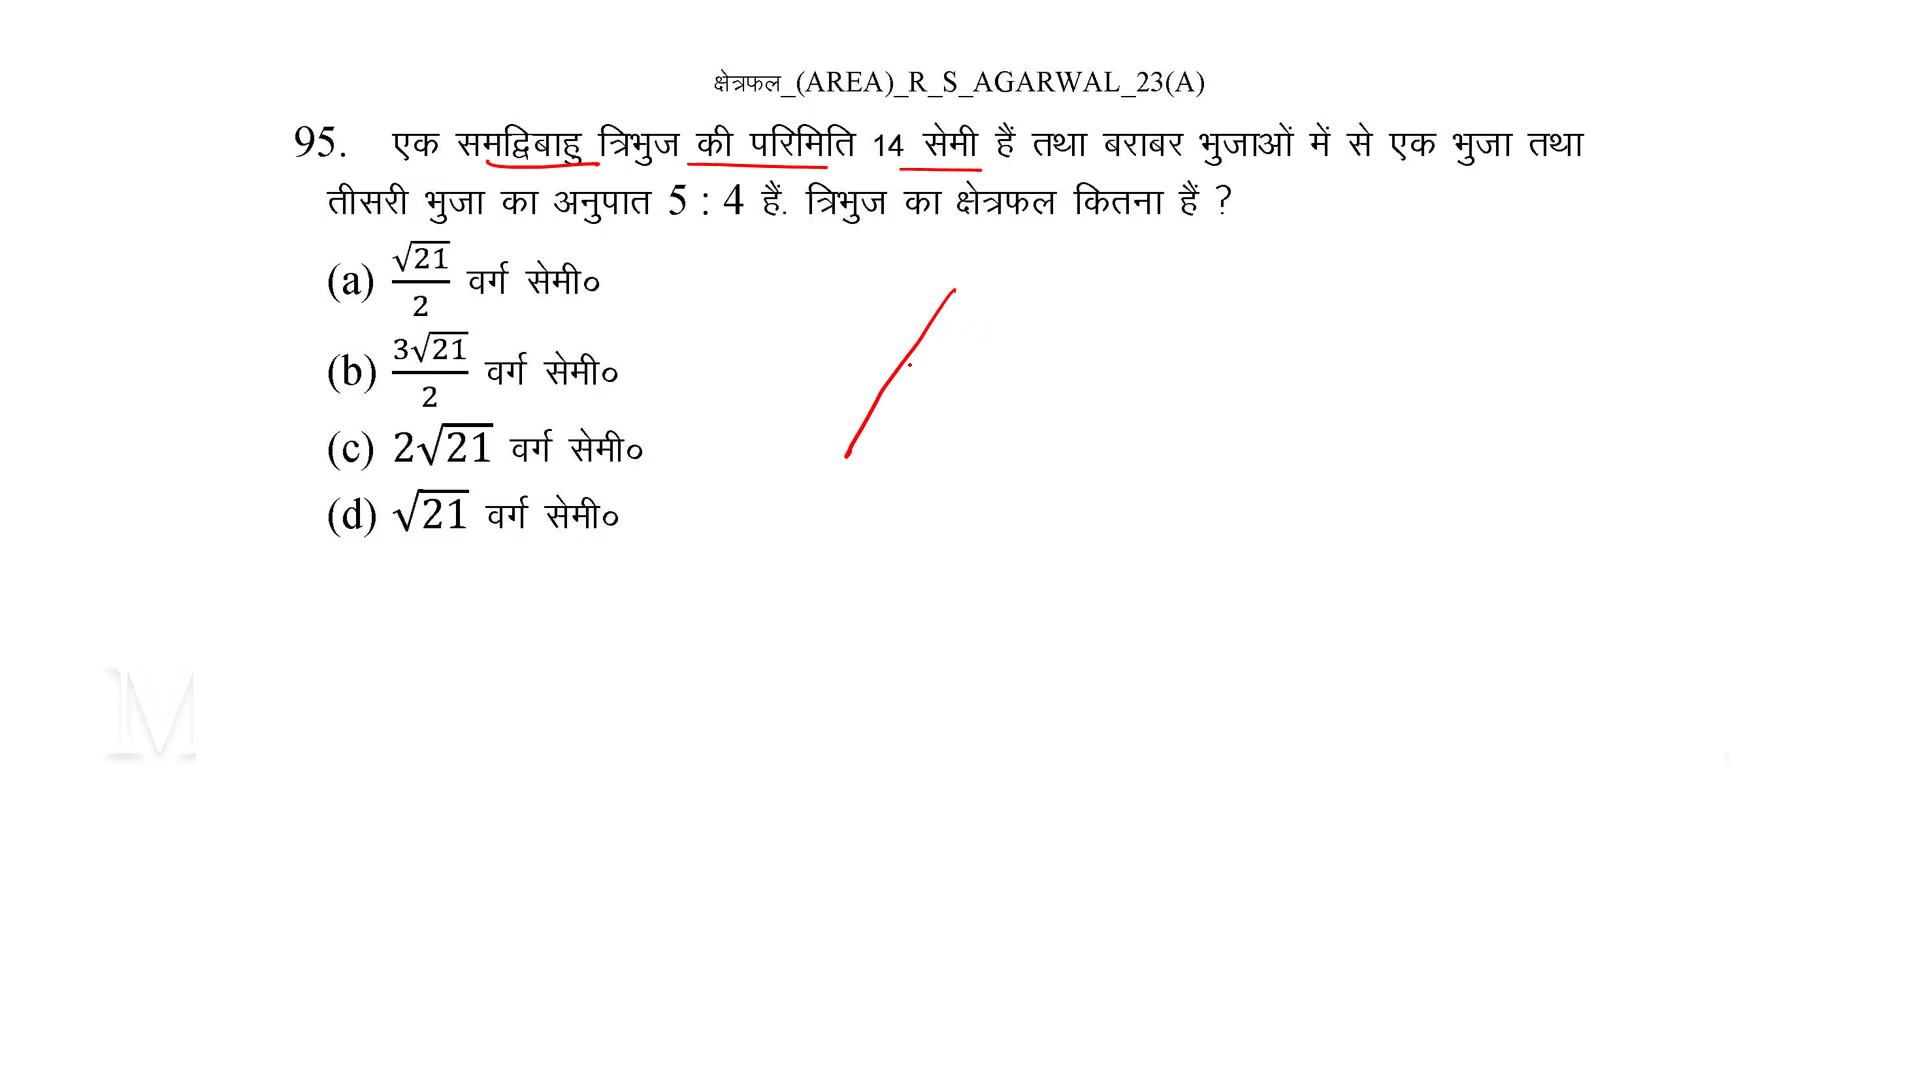 क्षेत्रफल_(AREA)_R_S_AGARWAL_23(A)
95. एक समद्विबाहु त्रिभुज की परिमिति 14 सेमी हैं तथा बराबर भुजाओं में से एक भुजा तथा
तीसरी भुजा का अनुपात 5 : 4 हैं. त्रिभुज का क्षेत्रफल कितना हैं ?
(a) √21/2 वर्ग सेमी०
(b) 3√21/2 वर्ग सेमी०
(c) 2√21 वर्ग सेमी०
(d) √21 वर्ग सेमी०
M